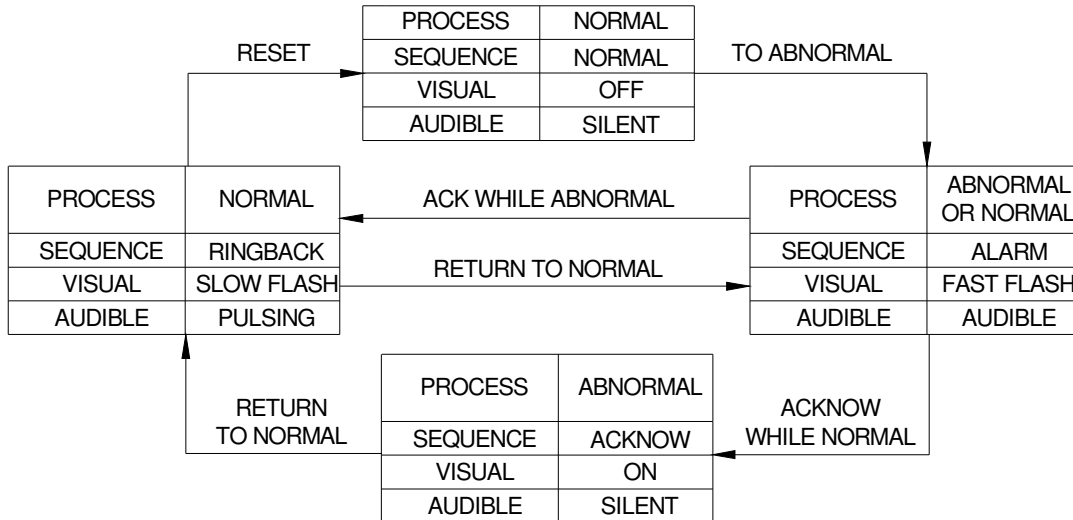 PROCESS NORMAL
SEQUENCE NORMAL
VISUAL OFF
AUDIBLE SILENT
RESET
TO ABNORMAL
PROCESS NORMAL
SEQUENCE RINGBACK
VISUAL SLOW FLASH
AUDIBLE PULSING
ACK WHILE ABNORMAL
RETURN TO NORMAL
PROCESS ABNORMAL
OR NORMAL
SEQUENCE ALARM
VISUAL FAST FLASH
AUDIBLE AUDIBLE
RETURN
TO NORMAL
PROCESS ABNORMAL
SEQUENCE ACKNOW
VISUAL ON
AUDIBLE SILENT
ACKNOW
WHILE NORMAL